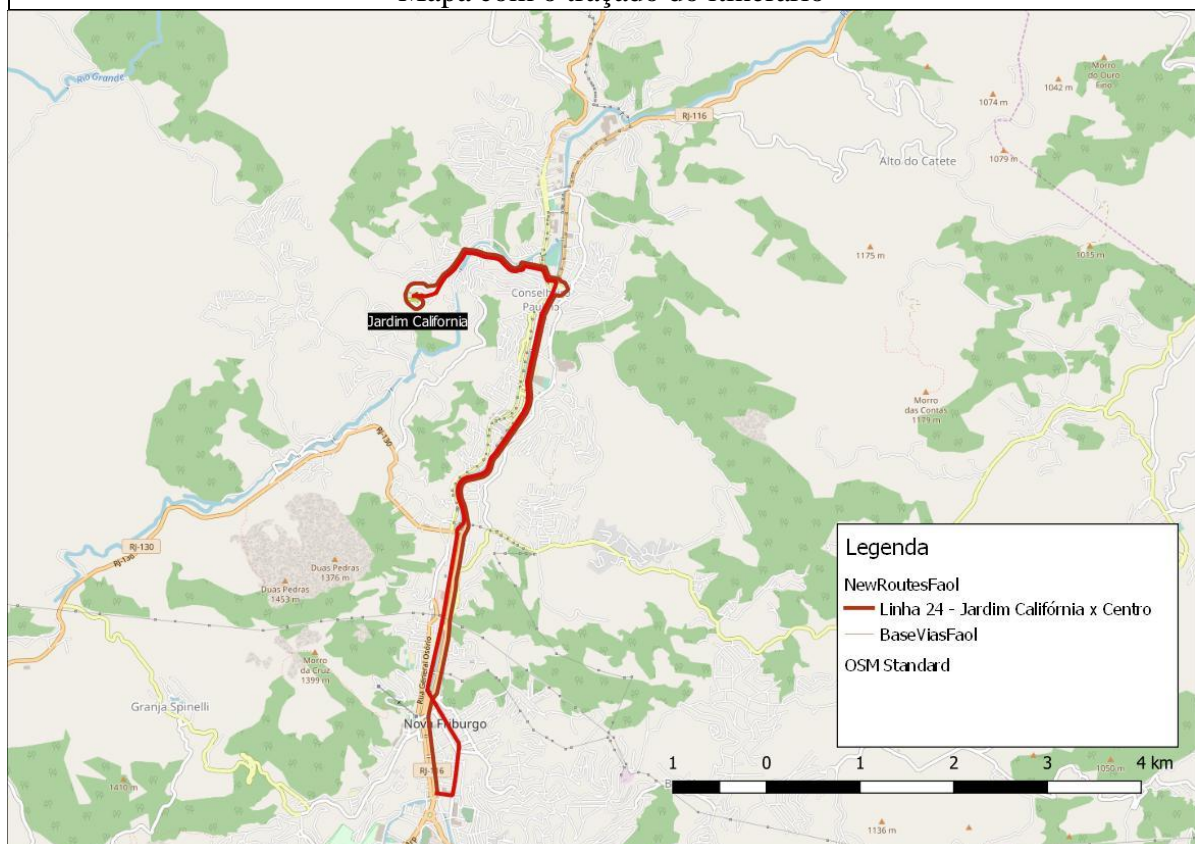 Mapa com o traçado do itinerário
Rio Grande
Morro
do Ouro
Fino
1042 m
1074 m
RJ-116
1079 m
Alto do Catete
1175 m
1015 m
Conselheiro
Paulino
Jardim California
Morro
das Contas
1179 m
RJ-130
RJ-130
RJ-130
Duas Pedras
1376 m
Duas Pedras
1453 m
Legenda
NewRoutesFaol
Linha 24 - Jardim Califórnia x Centro
BaseViasFaol
OSM Standard
Morro
da Cruz
1399 m
Rua General Osório
Granja Spinelli
Nova Friburgo
RJ-116
1 0 1 2 3 4 km
1050 m
1410 m
1136 m